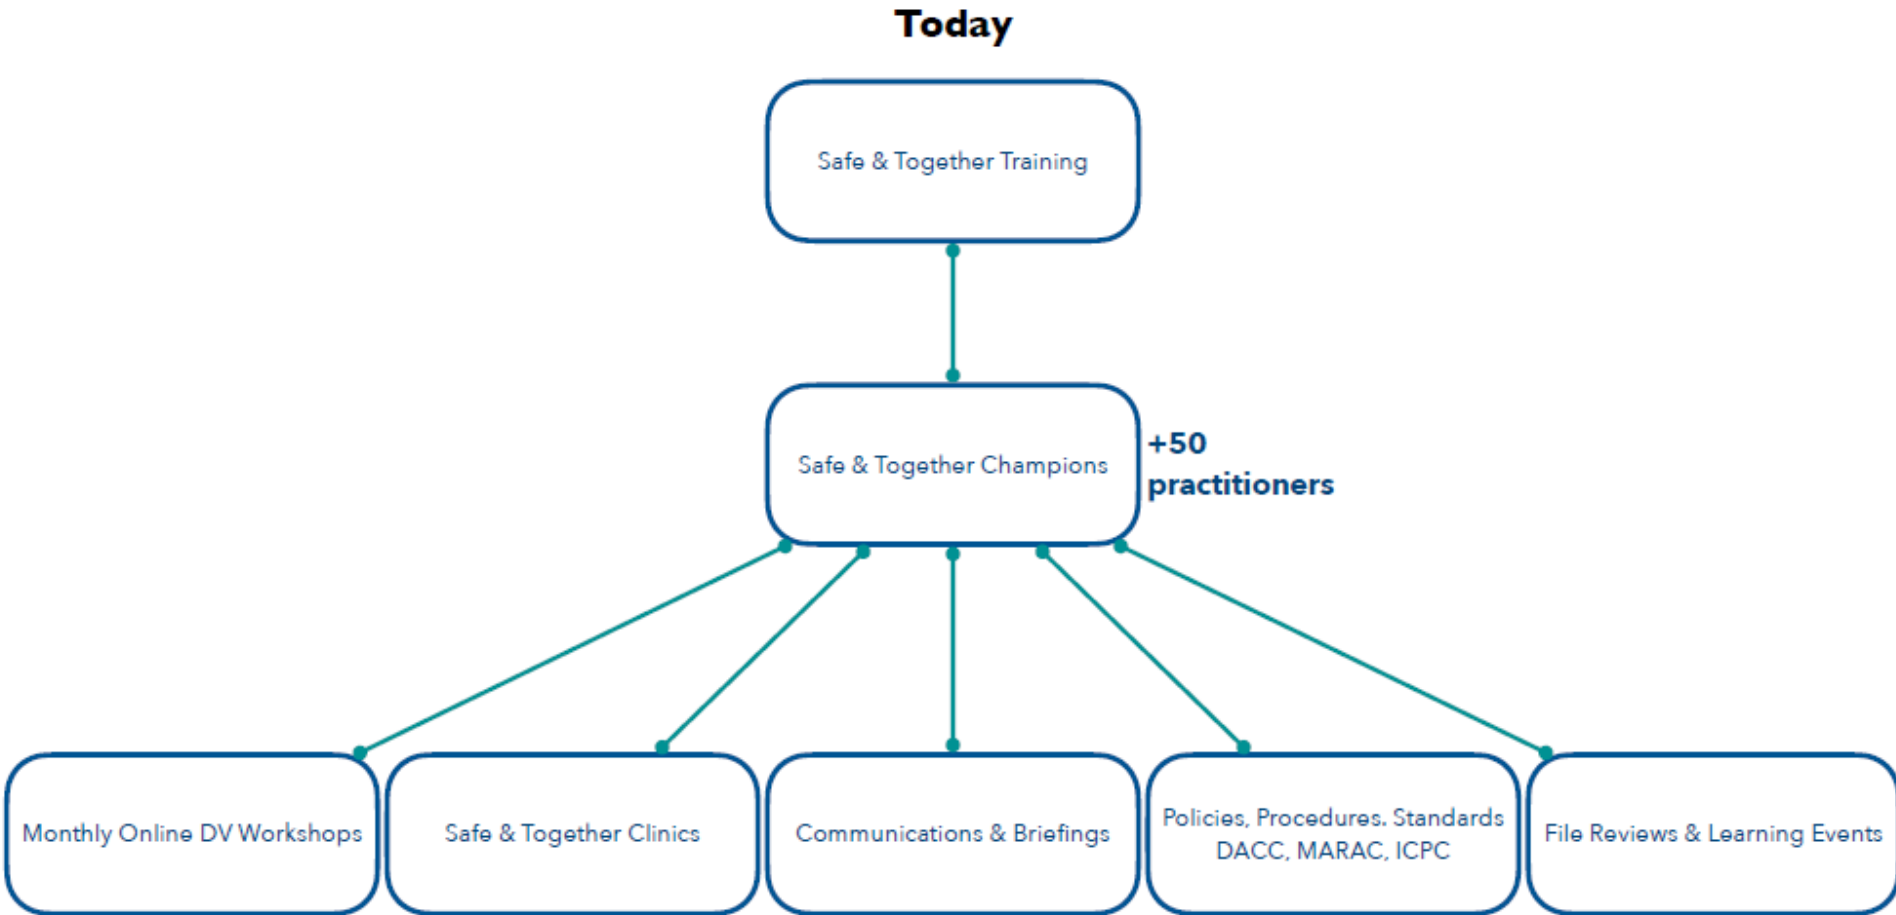 Today
Safe & Together Training
Safe & Together Champions
+50
practitioners
Monthly Online DV Workshops
Safe & Together Clinics
Communications & Briefings
Policies, Procedures. Standards
DACC, MARAC, ICPC
File Reviews & Learning Events